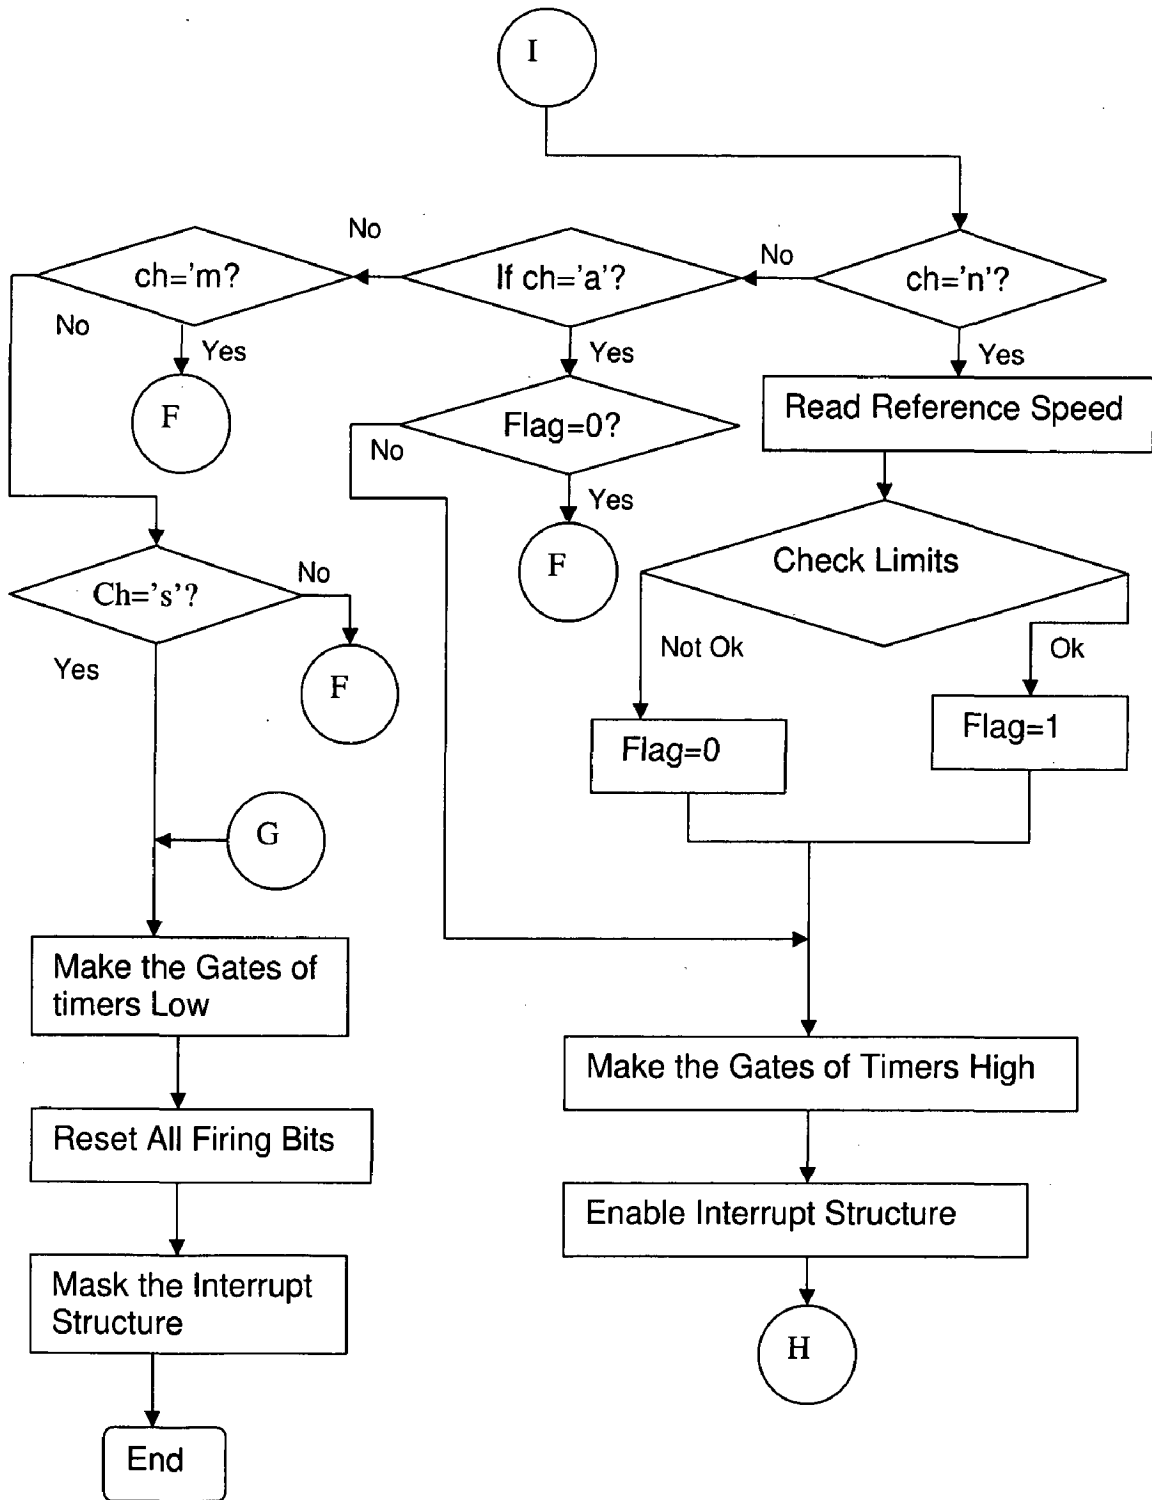 I
No
No
ch='m?
If ch='a'?
ch='n'?
No
Yes
Yes
Yes
F
Flag=0?
Read Reference Speed
No
Yes
F
Check Limits
Ch='s'?
No
Not Ok
Ok
Yes
F
Flag=0
Flag=1
G
Make the Gates of
timers Low
Make the Gates of Timers High
Reset All Firing Bits
Enable Interrupt Structure
Mask the Interrupt
Structure
H
End